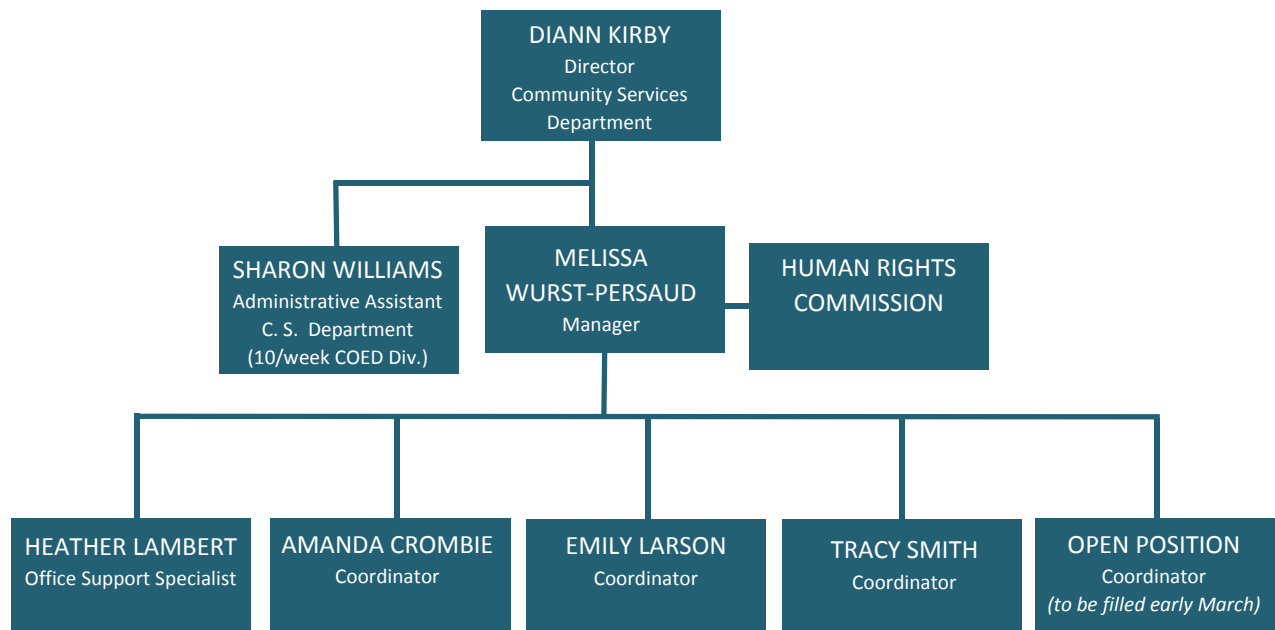 DIANN KIRBY
Director
Community Services
Department
SHARON WILLIAMS
Administrative Assistant
C. S. Department
(10/week COED Div.)
MELISSA
WURST-PERSAUD
Manager
HUMAN RIGHTS
COMMISSION
HEATHER LAMBERT
Office Support Specialist
AMANDA CROMBIE
Coordinator
EMILY LARSON
Coordinator
TRACY SMITH
Coordinator
OPEN POSITION
Coordinator
(to be filled early March)